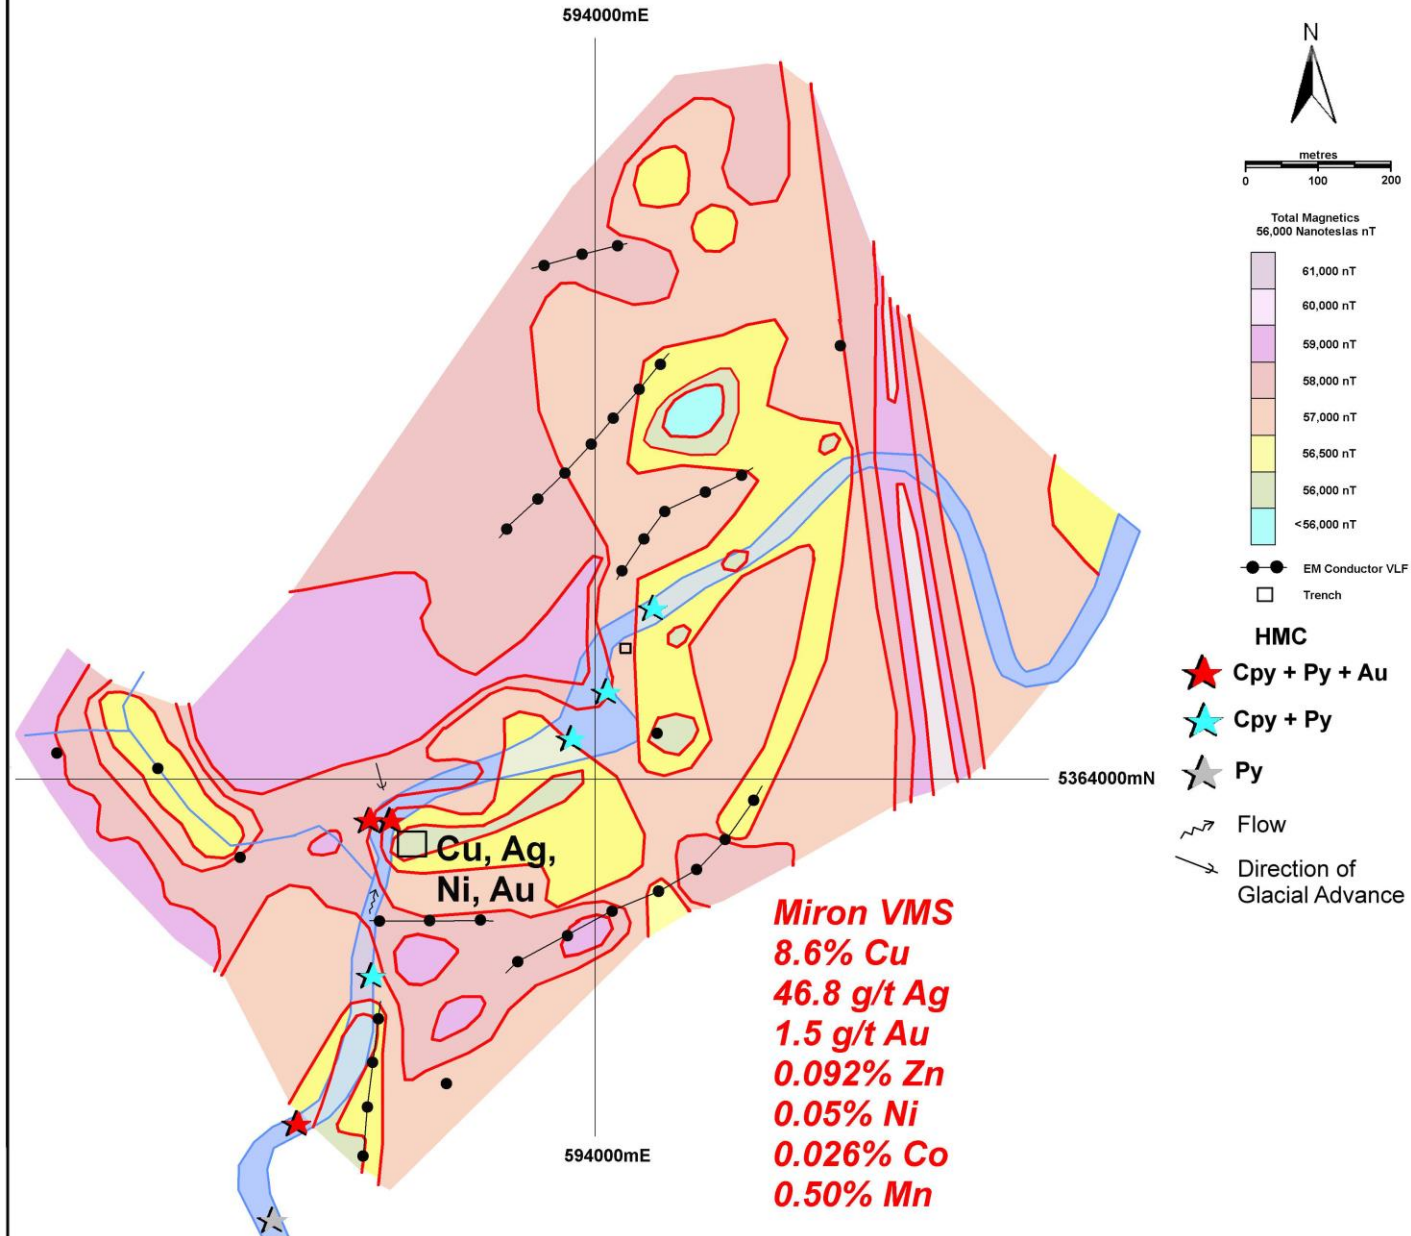 594000mE
N
metres
0 100 200
Total Magnetics
56,000 Nanoteslas nT
61,000 nT
60,000 nT
59,000 nT
58,000 nT
57,000 nT
56,500 nT
56,000 nT
<56,000 nT
EM Conductor VLF
Trench
HMC
Cpy + Py + Au
Cpy + Py
Py
Flow
Direction of
Glacial Advance
5364000mN
Cu, Ag,
Ni, Au
Miron VMS
8.6% Cu
46.8 g/t Ag
1.5 g/t Au
0.092% Zn
0.05% Ni
0.026% Co
0.50% Mn
594000mE